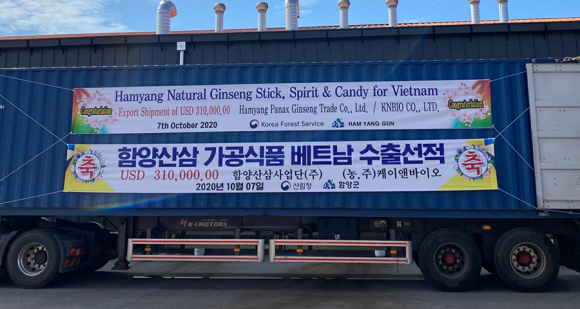 Hamyang Natural Ginseng Stick, Spirit & Candy for Vietnam
Congraturation
Export Shipment of USD 310,000,00 Hamyang Panax Ginseng Trade Co., Ltd, / KNBIO CO., LTD,
Congraturation
7th October 2020 Korea Forest Service HAM YANG GUN
축
함양산삼 가공식품 베트남 수출선적
축
USD 310,000,00 함양산삼사업단(주) (농.주)케이앤바이오
2020년 10월 07일 산림청 함양군
K-I MOTORS